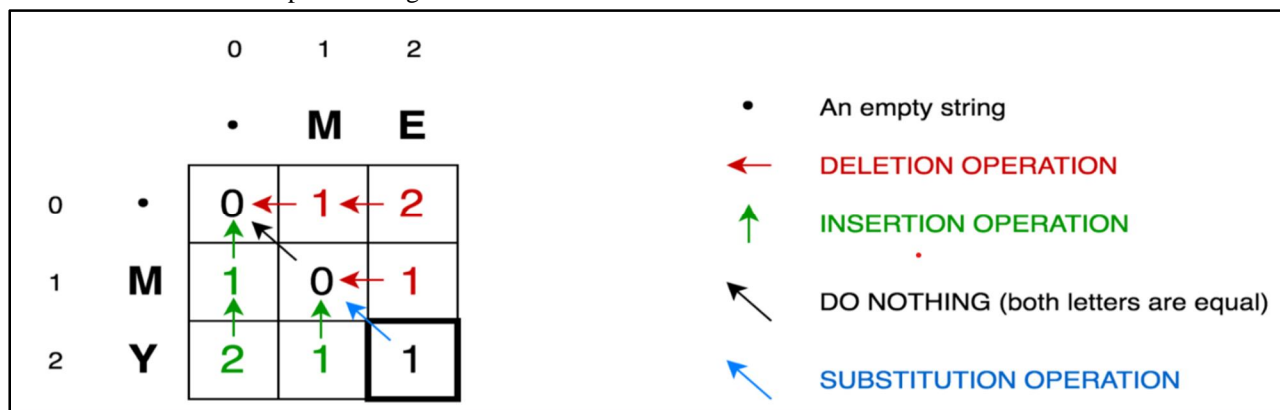 0 1 2
• M E
0 • 0 1 2
1 M 1 0 1
2 Y 2 1 1
• An empty string
DELETION OPERATION
INSERTION OPERATION
DO NOTHING (both letters are equal)
SUBSTITUTION OPERATION